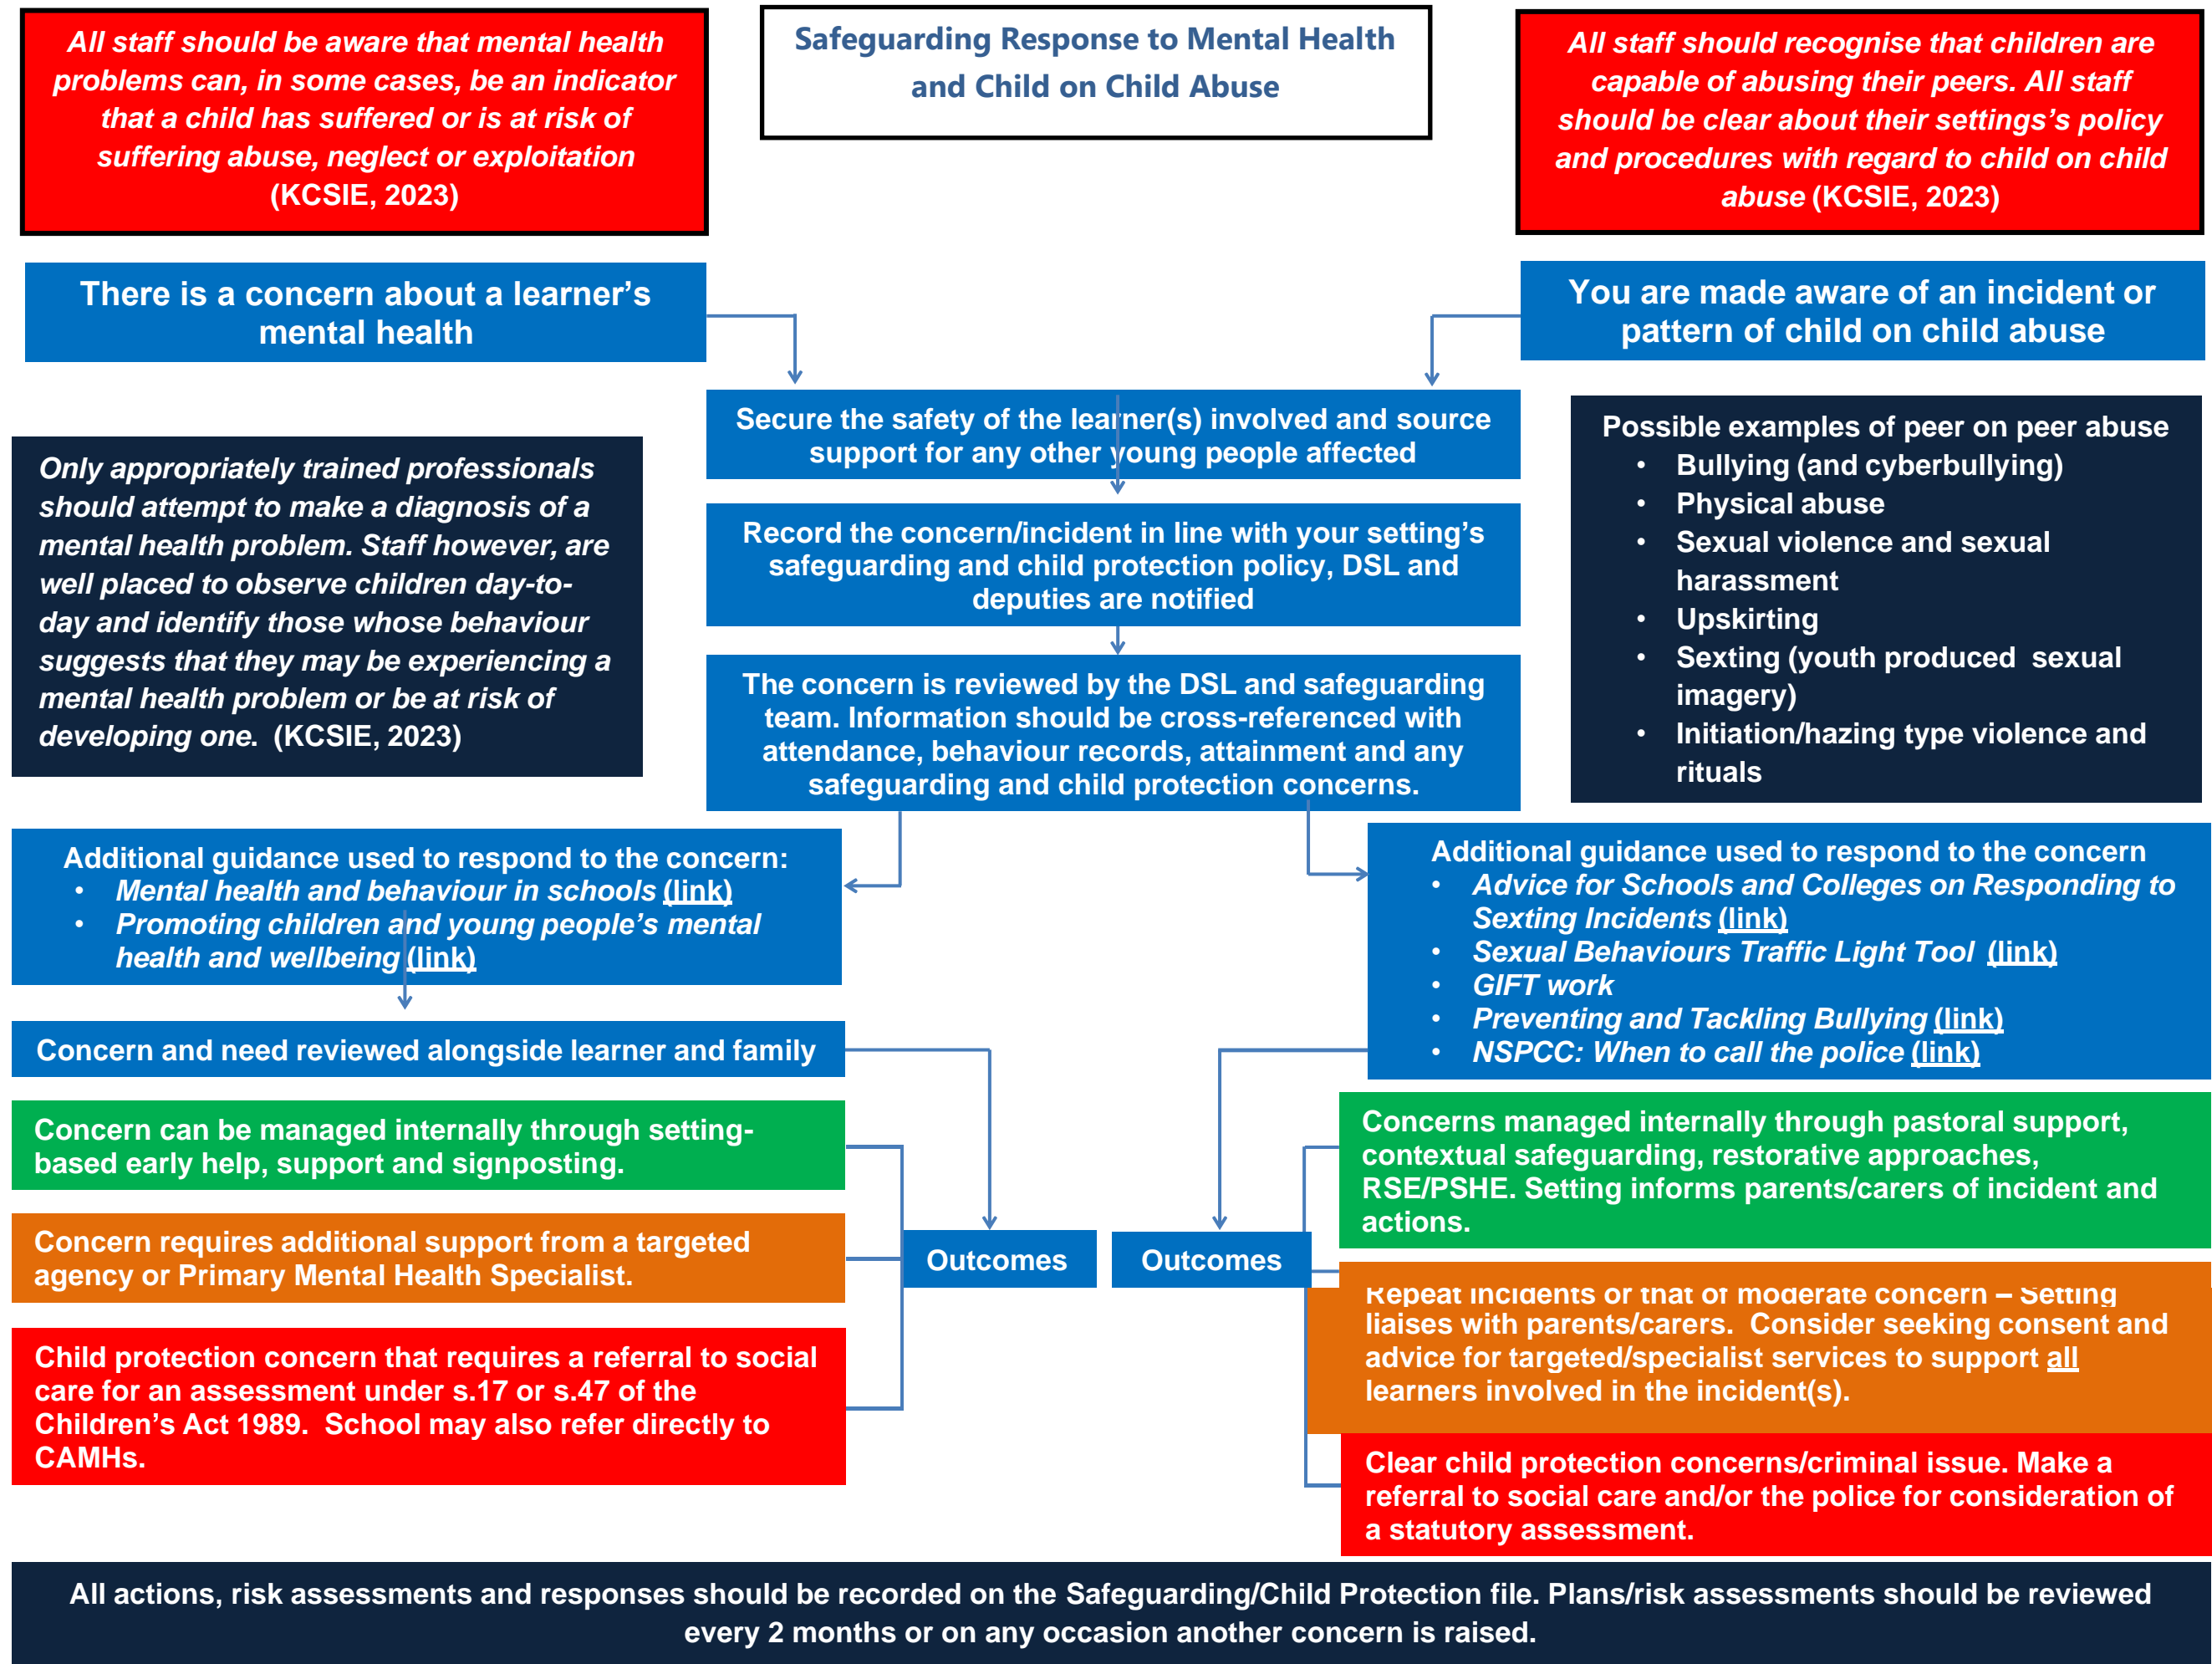 All staff should be aware that mental health
problems can, in some cases, be an indicator
that a child has suffered or is at risk of
suffering abuse, neglect or exploitation
(KCSIE, 2023)
Safeguarding Response to Mental Health
and Child on Child Abuse
All staff should recognise that children are
capable of abusing their peers. All staff
should be clear about their settings's policy
and procedures with regard to child on child
abuse (KCSIE, 2023)
There is a concern about a learner’s
mental health
You are made aware of an incident or
pattern of child on child abuse
Secure the safety of the learner(s) involved and source
support for any other young people affected
Only appropriately trained professionals
should attempt to make a diagnosis of a
mental health problem. Staff however, are
well placed to observe children day-to-
day and identify those whose behaviour
suggests that they may be experiencing a
mental health problem or be at risk of
developing one. (KCSIE, 2023)
Record the concern/incident in line with your setting’s
safeguarding and child protection policy, DSL and
deputies are notified
The concern is reviewed by the DSL and safeguarding
team. Information should be cross-referenced with
attendance, behaviour records, attainment and any
safeguarding and child protection concerns.
Possible examples of peer on peer abuse
• Bullying (and cyberbullying)
• Physical abuse
• Sexual violence and sexual
harassment
• Upskirting
• Sexting (youth produced sexual
imagery)
• Initiation/hazing type violence and
rituals
Additional guidance used to respond to the concern:
• Mental health and behaviour in schools (link)
• Promoting children and young people’s mental
health and wellbeing (link)
Additional guidance used to respond to the concern
• Advice for Schools and Colleges on Responding to
Sexting Incidents (link)
• Sexual Behaviours Traffic Light Tool (link)
• GIFT work
• Preventing and Tackling Bullying (link)
• NSPCC: When to call the police (link)
Concern and need reviewed alongside learner and family
Concern can be managed internally through setting-
based early help, support and signposting.
Concern requires additional support from a targeted
agency or Primary Mental Health Specialist.
Child protection concern that requires a referral to social
care for an assessment under s.17 or s.47 of the
Children’s Act 1989. School may also refer directly to
CAMHs.
Outcomes
Outcomes
Concerns managed internally through pastoral support,
contextual safeguarding, restorative approaches,
RSE/PSHE. Setting informs parents/carers of incident and
actions.
Repeat incidents or that of moderate concern – Setting
liaises with parents/carers. Consider seeking consent and
advice for targeted/specialist services to support all
learners involved in the incident(s).
Clear child protection concerns/criminal issue. Make a
referral to social care and/or the police for consideration of
a statutory assessment.
All actions, risk assessments and responses should be recorded on the Safeguarding/Child Protection file. Plans/risk assessments should be reviewed
every 2 months or on any occasion another concern is raised.